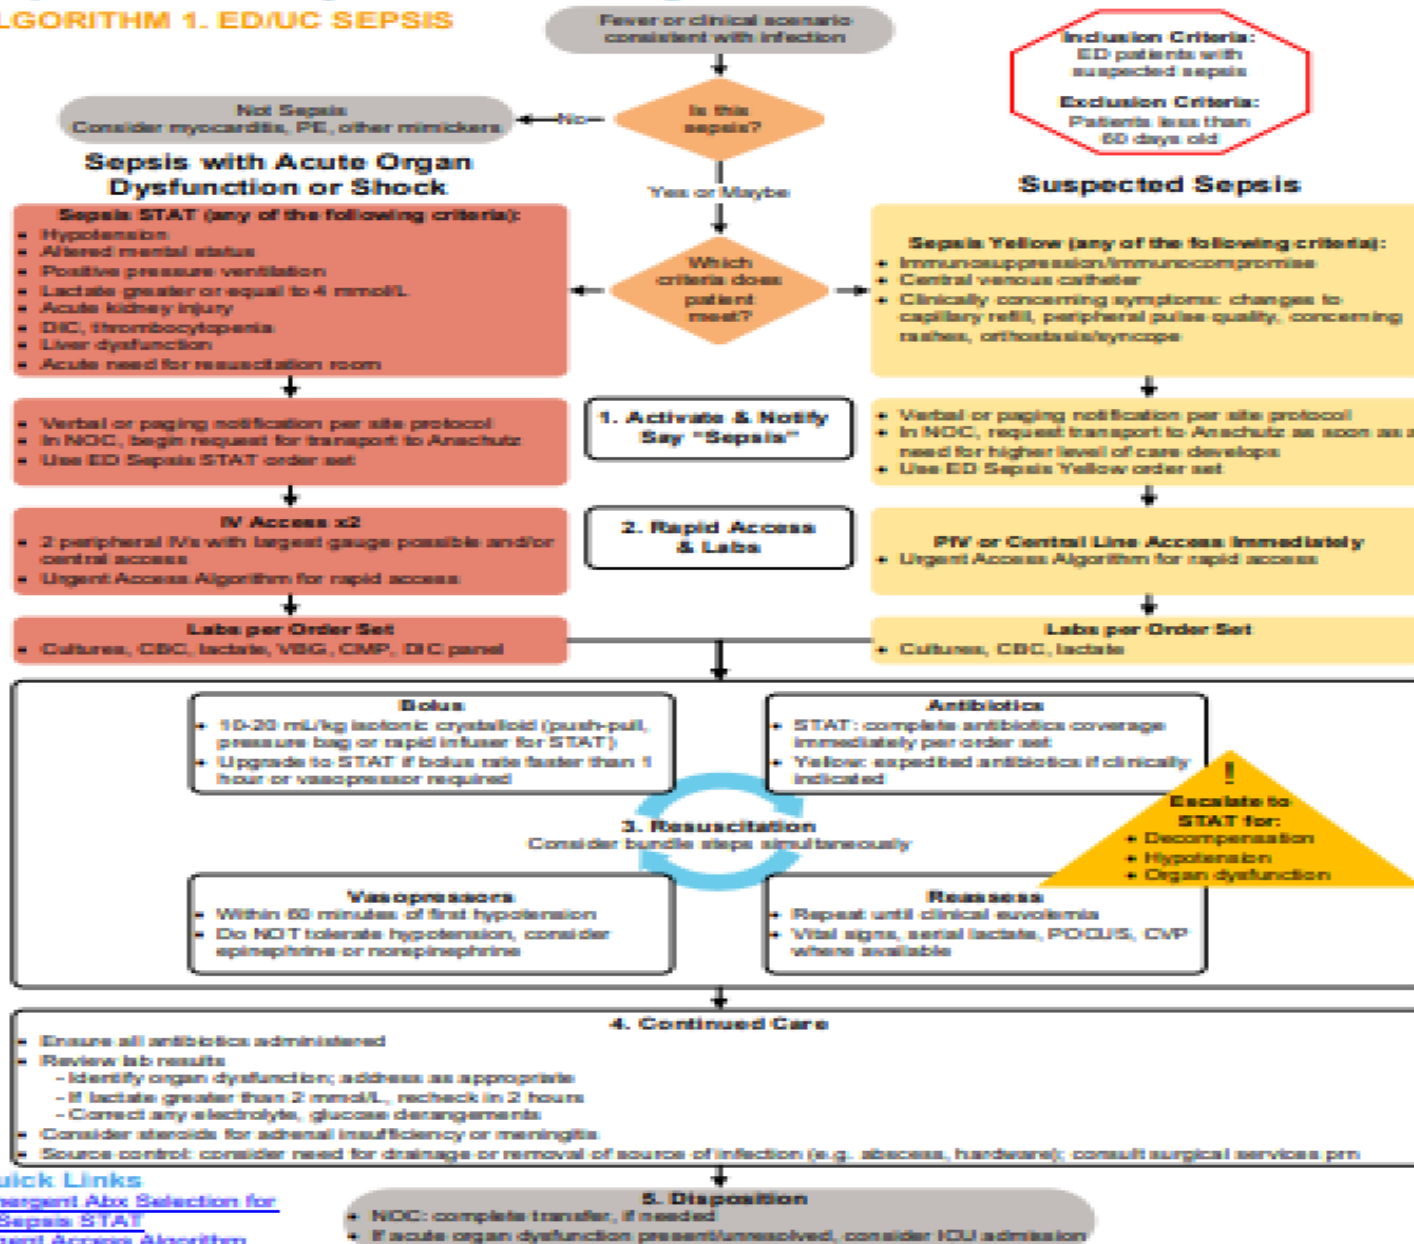 LGORITHM 1. ED/UC SEPSIS
Fever or clinical scenario
consistent with infection
Inclusion Criteria:
ED patients with
suspected sepsis
Exclusion Criteria:
Patients less than
60 days old
Is this
sepsis?
No
Not Sepsis
Consider myocarditis, PE, other mimickers
Yes or Maybe
Sepsis with Acute Organ
Dysfunction or Shock
Suspected Sepsis
Which
criteria does
patient
meet?
Sepsis STAT (any of the following criteria):
• Hypotension
• Altered mental status
• Positive pressure ventilation
• Lactate greater or equal to 4 mmol/L
• Acute kidney injury
• DIC, thrombocytopenia
• Liver dysfunction
• Acute need for resuscitation room
Sepsis Yellow (any of the following criteria):
• Immunosuppression/immunocompromise
• Central venous catheter
• Clinically concerning symptoms: changes to
capillary refill, peripheral pulse quality, concerning
rashes, orthostasis/syncope
1. Activate & Notify
Say "Sepsis"
• Verbal or paging notification per site protocol
• In NOC, begin request for transport to Anschutz
• Use ED Sepsis STAT order set
• Verbal or paging notification per site protocol
• In NOC, request transport to Anschutz as soon as a
need for higher level of care develops
• Use ED Sepsis Yellow order set
2. Rapid Access
& Labs
IV Access x2
• 2 peripheral IVs with largest gauge possible and/or
central access
• Urgent Access Algorithm for rapid access
PIV or Central Line Access Immediately
• Urgent Access Algorithm for rapid access
Labs per Order Set
• Cultures, CBC, lactate, VBG, CMP, DIC panel
Labs per Order Set
• Cultures, CBC, lactate
Bolus
• 10-20 mL/kg isotonic crystalloid (push-pull,
pressure bag or rapid infuser for STAT)
• Upgrade to STAT if bolus rate faster than 1
hour or vasopressor required
Antibiotics
• STAT: complete antibiotics coverage
immediately per order set
• Yellow: expedited antibiotics if clinically
indicated
3. Resuscitation
Consider bundle steps simultaneously
!
Escalate to
STAT for:
• Decompensation
• Hypotension
• Organ dysfunction
Vasopressors
• Within 60 minutes of first hypotension
• Do NOT tolerate hypotension, consider
epinephrine or norepinephrine
Reassess
• Repeat until clinical euvolemia
• Vital signs, serial lactate, POCUS, CVP
where available
4. Continued Care
• Ensure all antibiotics administered
• Review lab results
- Identify organ dysfunction; address as appropriate
- If lactate greater than 2 mmol/L, recheck in 2 hours
- Correct any electrolyte, glucose derangements
• Consider steroids for adrenal insufficiency or meningitis
• Source control: consider need for drainage or removal of source of infection (e.g. abscess, hardware); consult surgical services prn
5. Disposition
• NOC: complete transfer, if needed
• If acute organ dysfunction present/unresolved, consider ICU admission
uick Links
mergent Abx Selection for
Sepsis STAT
gent Access Algorithm